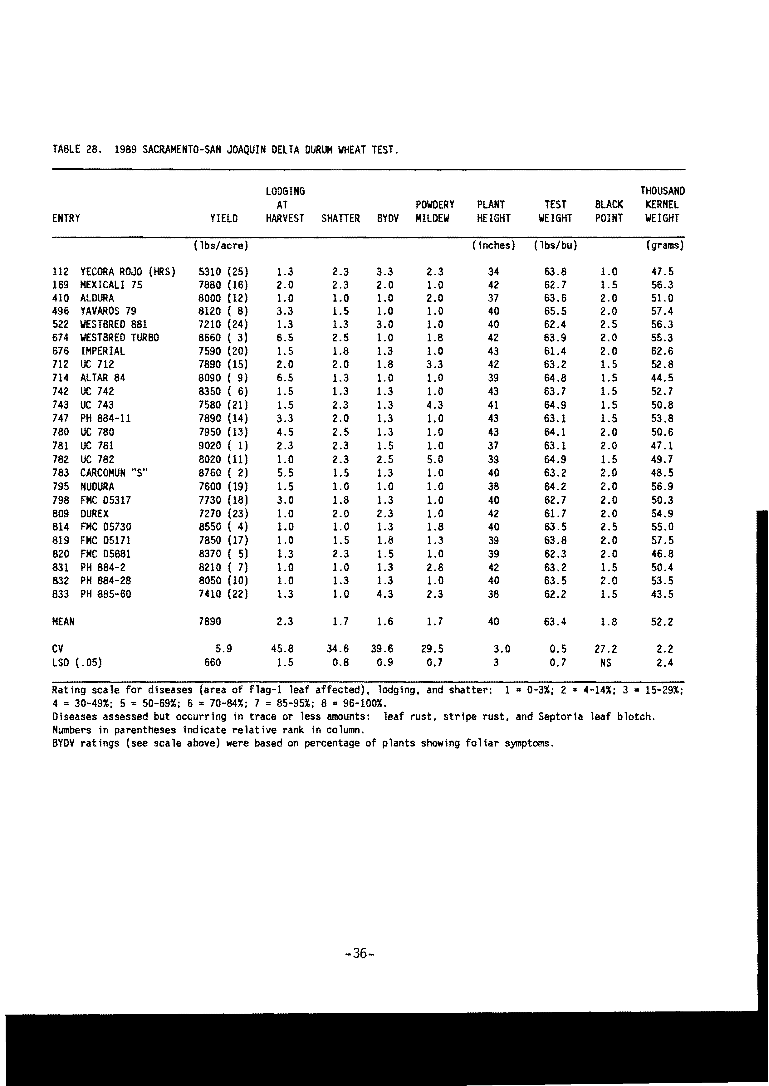 TABLE 28. 1989 SACRAMENTO-SAN JOAQUIN DELTA DURUM WHEAT TEST.
LODGING THOUSAND
AT POWDERY PLANT TEST BLACK KERNEL
ENTRY YIELD HARVEST SHATTER BYDV MILDEW HEIGHT WEIGHT POINT WEIGHT
(lbs/acre) (inches) (lbs/bu) (grams)
112 YECORA ROJO (HRS) 5310 (25) 1.3 2.3 3.3 2.3 34 63.8 1.0 47.5
169 MEXICALI 75 7880 (16) 2.0 2.3 2.0 1.0 42 62.7 1.5 56.3
410 ALDURA 8000 (12) 1.0 1.0 1.0 2.0 37 63.6 2.0 51.0
496 YAVAROS 79 8120 ( 8) 3.3 1.5 1.0 1.0 40 65.5 2.0 57.4
522 WESTBRED 881 7210 (24) 1.3 1.3 3.0 1.0 40 62.4 2.5 56.3
674 WESTBRED TURBO 8660 ( 3) 6.5 2.5 1.0 1.8 42 63.9 2.0 55.3
676 IMPERIAL 7590 (20) 1.5 1.8 1.3 1.0 43 61.4 2.0 62.6
712 UC 712 7890 (15) 2.0 2.0 1.8 3.3 42 63.2 1.5 52.8
714 ALTAR 84 8090 ( 9) 6.5 1.3 1.0 1.0 39 64.8 1.5 44.5
742 UC 742 8350 ( 6) 1.5 1.3 1.3 1.0 43 63.7 1.5 52.7
743 UC 743 7580 (21) 1.5 2.3 1.3 4.3 41 64.9 1.5 50.8
747 PH 884-11 7890 (14) 3.3 2.0 1.3 1.0 43 63.1 1.5 53.8
780 UC 780 7950 (13) 4.5 2.5 1.3 1.0 43 64.1 2.0 50.6
781 UC 781 9020 ( 1) 2.3 2.3 1.5 1.0 37 63.1 2.0 47.1
782 UC 782 8020 (11) 1.0 2.3 2.5 5.0 39 64.9 1.5 49.7
783 CARCOMUN "S" 8760 ( 2) 5.5 1.5 1.3 1.0 40 63.2 2.0 48.5
795 NUDURA 7600 (19) 1.5 1.0 1.0 1.0 38 64.2 2.0 56.9
798 FMC D5317 7730 (18) 3.0 1.8 1.3 1.0 40 62.7 2.0 50.3
809 DUREX 7270 (23) 1.0 2.0 2.3 1.0 42 61.7 2.0 54.9
814 FMC D5730 8550 ( 4) 1.0 1.0 1.3 1.8 40 63.5 2.5 55.0
819 FMC D5171 7850 (17) 1.0 1.5 1.8 1.3 39 63.8 2.0 57.5
820 FMC D5681 8370 ( 5) 1.3 2.3 1.5 1.0 39 62.3 2.0 46.8
831 PH 884-2 8210 ( 7) 1.0 1.0 1.3 2.8 42 63.2 1.5 50.4
832 PH 884-28 8050 (10) 1.0 1.3 1.3 1.0 40 63.5 2.0 53.5
833 PH 885-60 7410 (22) 1.3 1.0 4.3 2.3 38 62.2 1.5 43.5
MEAN 7890 2.3 1.7 1.6 1.7 40 63.4 1.8 52.2
CV 5.9 45.8 34.6 39.6 29.5 3.0 0.5 27.2 2.2
LSD (.05) 660 1.5 0.8 0.9 0.7 3 0.7 NS 2.4
Rating scale for diseases (area of flag-1 leaf affected), lodging, and shatter: 1 = 0-3%; 2 = 4-14%; 3 = 15-29%;
4 = 30-49%; 5 = 50-69%; 6 = 70-84%; 7 = 85-95%; 8 = 96-100%.
Diseases assessed but occurring in trace or less amounts: leaf rust, stripe rust, and Septoria leaf blotch.
Numbers in parentheses indicate relative rank in column.
BYDV ratings (see scale above) were based on percentage of plants showing foliar symptoms.
-36-